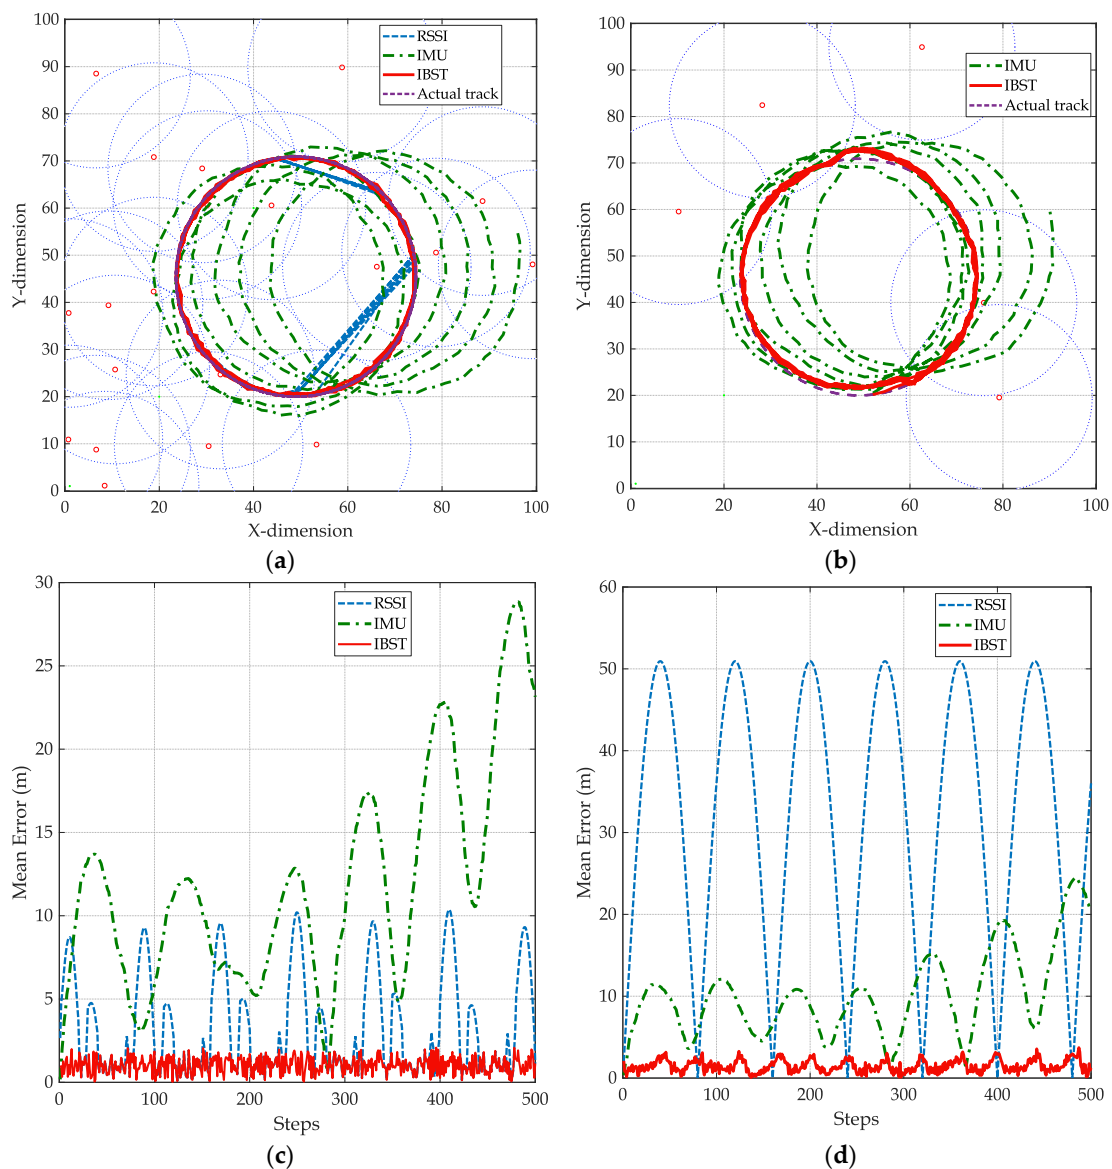 100
90
80
70
60
50
40
30
20
10
0
Y-dimension
0 20 40 60 80 100
X-dimension
RSSI
IMU
IBST
Actual track
(a)
100
90
80
70
60
50
40
30
20
10
0
Y-dimension
0 20 40 60 80 100
X-dimension
IMU
IBST
Actual track
(b)
30
25
20
15
10
5
0
Mean Error (m)
0 100 200 300 400 500
Steps
RSSI
IMU
IBST
(c)
60
50
40
30
20
10
0
Mean Error (m)
0 100 200 300 400 500
Steps
RSSI
IMU
IBST
(d)